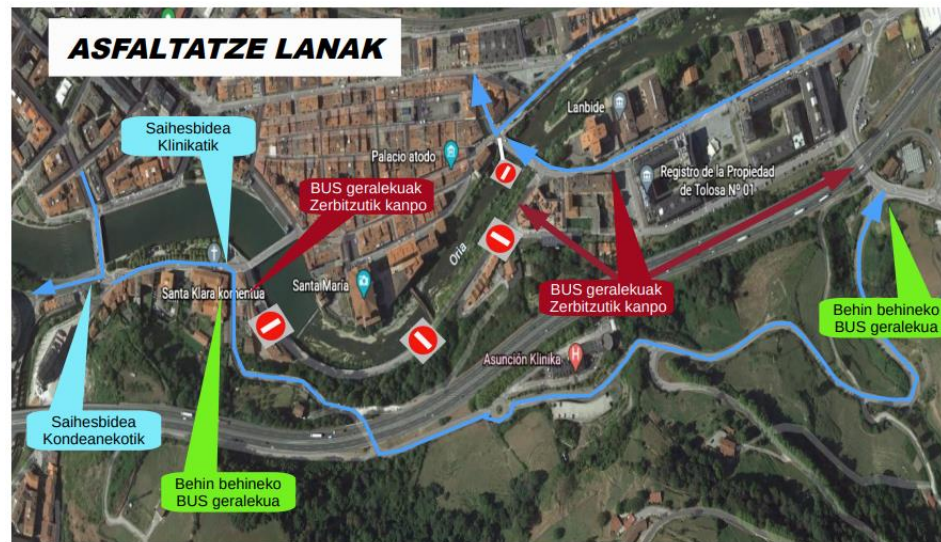 ASFALTATZE LANAK
Saihesbidea
Klinikatik
Lanbide
Palacio atodo
BUS geralekuak
Zerbitzutik kanpo
Registro de la Propiedad
de Tolosa Nº 01
Oria
Santa Klara komentua
Santa Maria
BUS geralekuak
Zerbitzutik kanpo
Behin behineko
BUS geralekua
Asunción Klinika
H
Saihesbidea
Kondeanekotik
Behin behineko
BUS geralekua